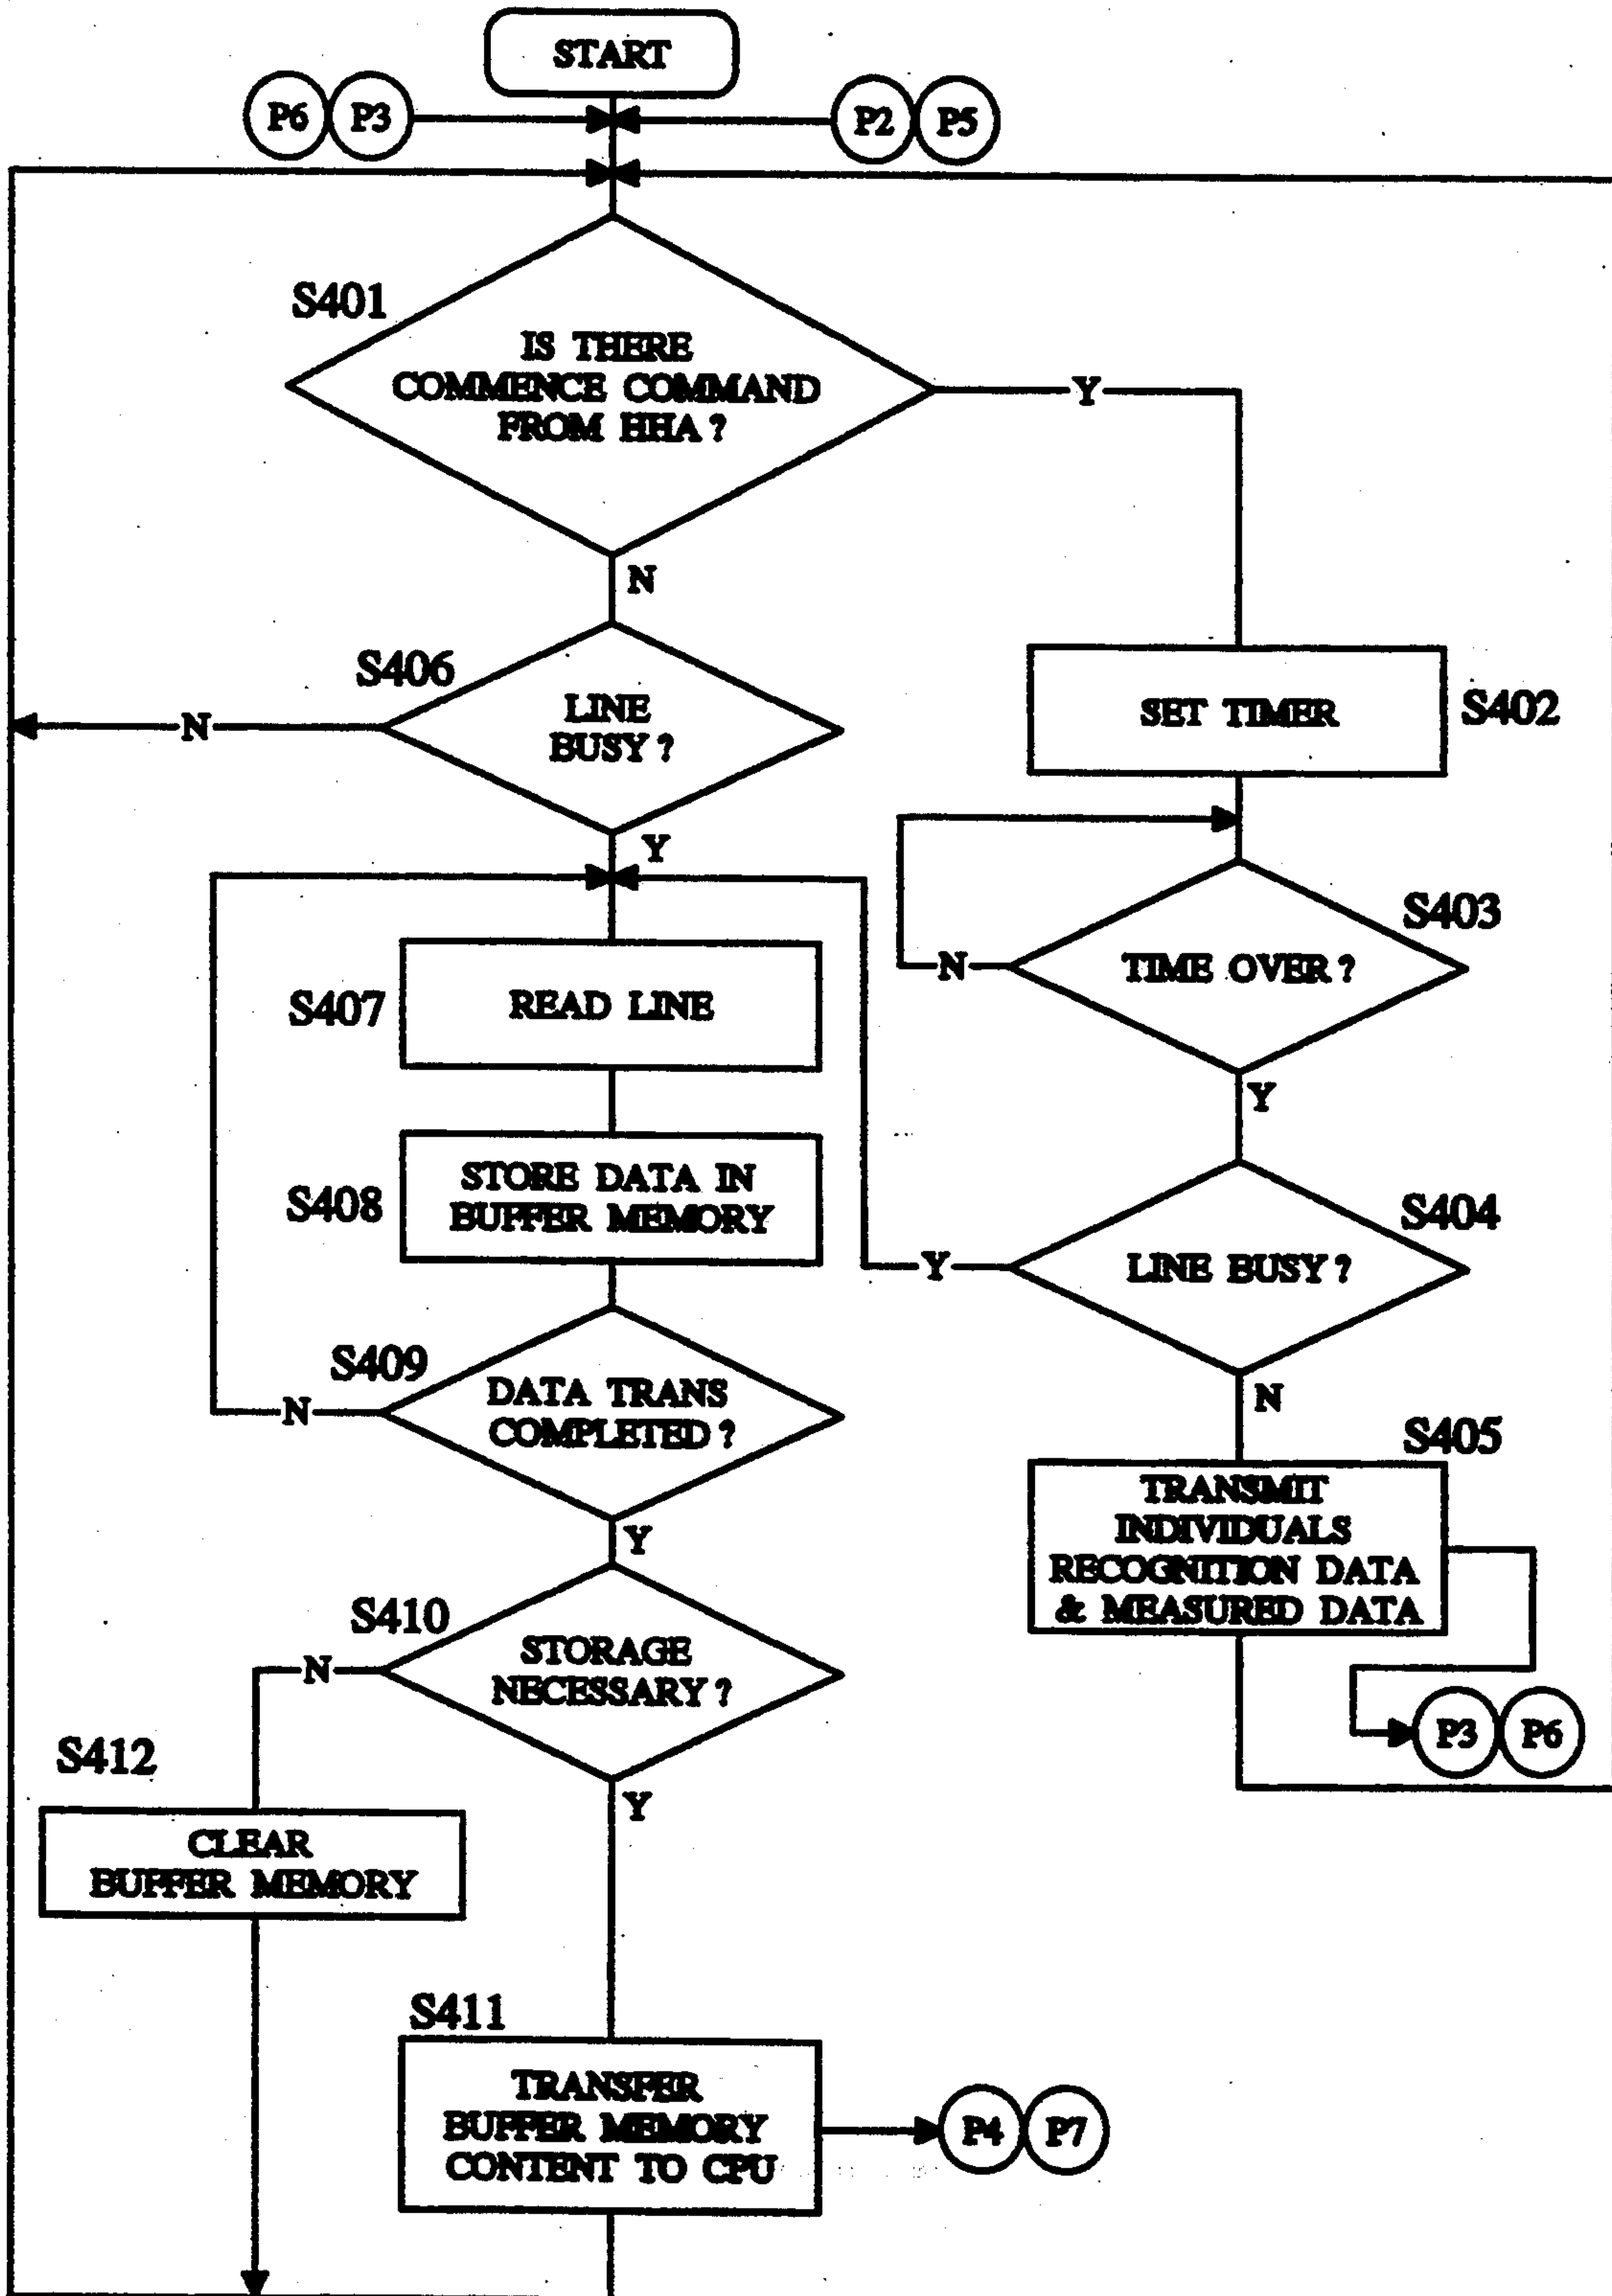 START
P6 P3
P2 P5
S401
IS THERE
COMMENCE COMMAND
FROM HHA ?
Y
N
S406
LINE
BUSY ?
N
Y
SET TIMER
S402
S403
TIME OVER ?
N
Y
S407
READ LINE
S408
STORE DATA IN
BUFFER MEMORY
S404
LINE BUSY ?
Y
N
S409
DATA TRANS
COMPLETED ?
N
Y
S405
TRANSMIT
INDIVIDUALS
RECOGNITION DATA
& MEASURED DATA
P3 P6
S410
STORAGE
NECESSARY ?
N
Y
S412
CLEAR
BUFFER MEMORY
S411
TRANSFER
BUFFER MEMORY
CONTENT TO CPU
P4 P7